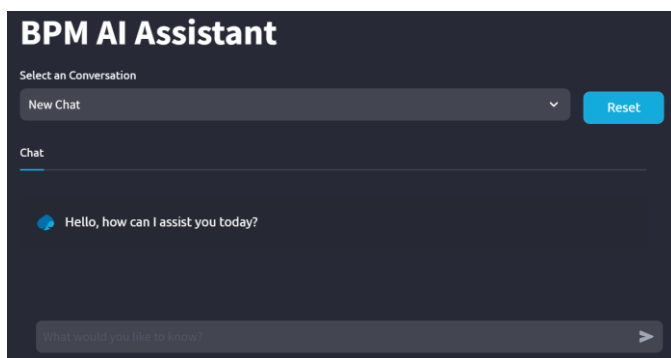 BPM AI Assistant
Select an Conversation
New Chat
Reset
Chat
Hello, how can I assist you today?
What would you like to know?